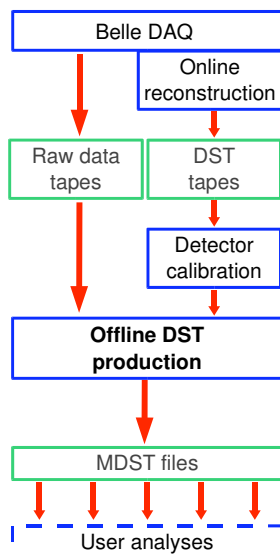 Belle DAQ
Online
reconstruction
Raw data
tapes
DST
tapes
Detector
calibration
Offline DST
production
MDST files
User analyses